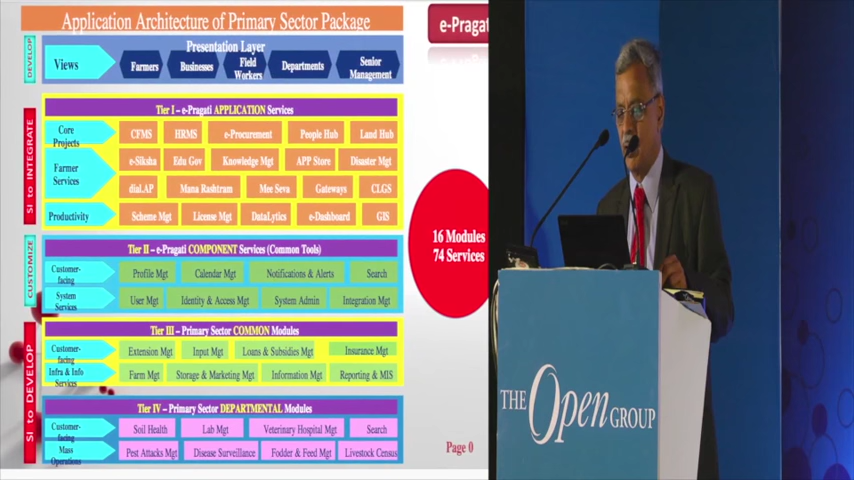 Application Architecture of Primary Sector Package
e-Pragati
DEVELOP
Presentation Layer
Views
Farmers
Businesses
Field
Workers
Departments
Senior
Management
SI to INTEGRATE
Tier I – e-Pragati APPLICATION Services
Core
Projects
CFMS
HRMS
e-Procurement
People Hub
Land Hub
Farmer
Services
e-Siksha
Edu Gov
Knowledge Mgt
APP Store
Disaster Mgt
dial.AP
Mana Rashtram
Mee Seva
Gateways
CLGS
Productivity
Scheme Mgt
License Mgt
DataLytics
e-Dashboard
GIS
16 Modules
74 Services
CUSTOMIZE
Tier II – e-Pragati COMPONENT Services (Common Tools)
Customer-
facing
Profile Mgt
Calendar Mgt
Notifications & Alerts
Search
System
Services
User Mgt
Identity & Access Mgt
System Admin
Integration Mgt
SI to DEVELOP
Tier III – Primary Sector COMMON Modules
Customer-
facing
Extension Mgt
Input Mgt
Loans & Subsidies Mgt
Insurance Mgt
Infra & Info
Services
Farm Mgt
Storage & Marketing Mgt
Information Mgt
Reporting & MIS
Tier IV – Primary Sector DEPARTMENTAL Modules
Customer-
facing
Soil Health
Lab Mgt
Veterinary Hospital Mgt
Search
Mass
Operations
Pest Attacks Mgt
Disease Surveillance
Fodder & Feed Mgt
Livestock Census
Page 0
THE Open GROUP